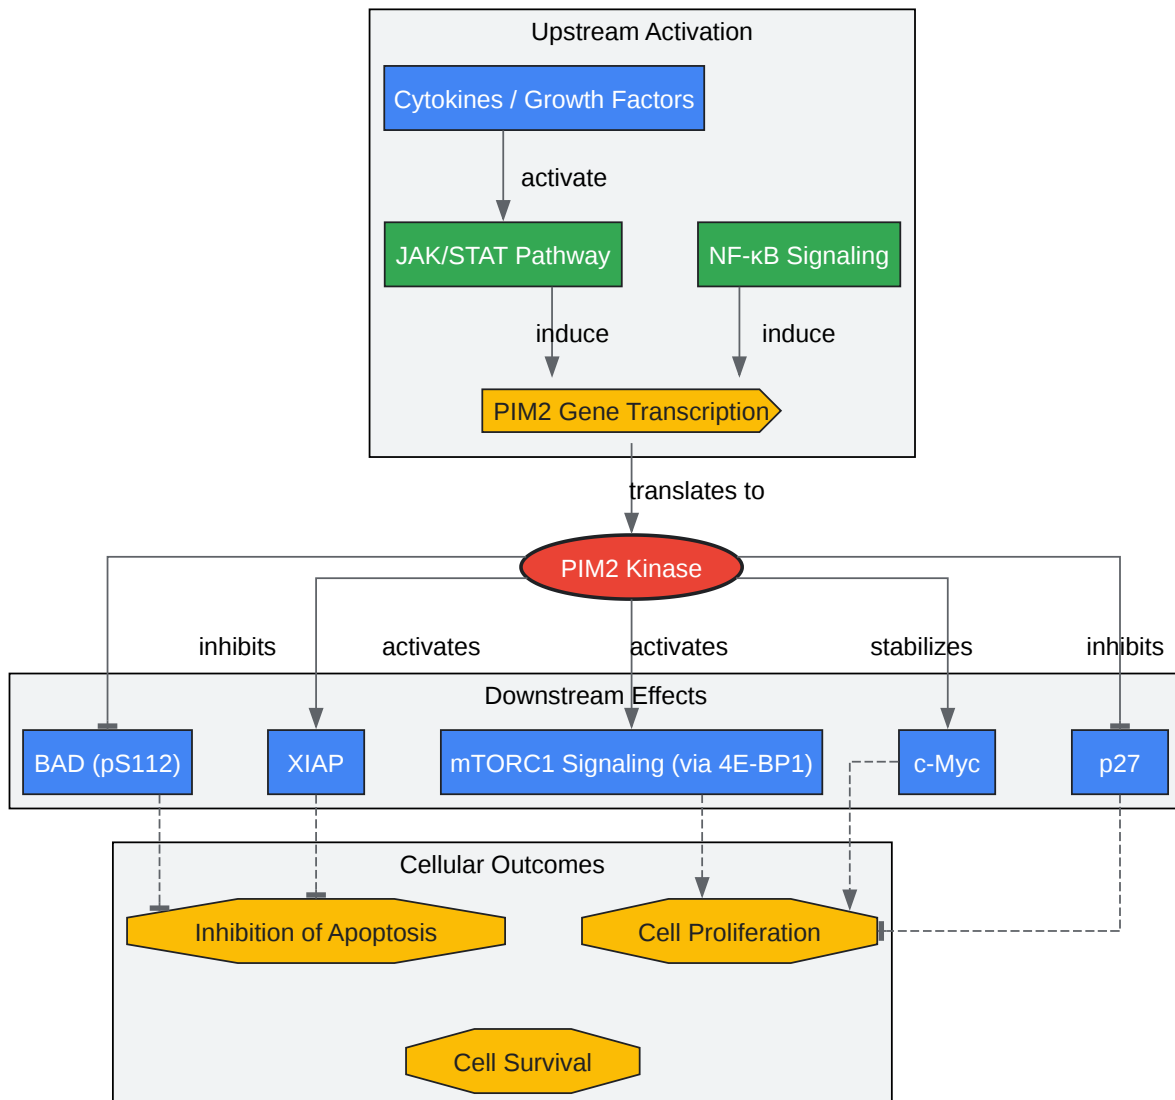 Upstream Activation
Cytokines / Growth Factors
activate
JAK/STAT Pathway
NF-κB Signaling
induce
induce
PIM2 Gene Transcription
translates to
PIM2 Kinase
inhibits
activates
activates
stabilizes
inhibits
Downstream Effects
BAD (pS112)
XIAP
mTORC1 Signaling (via 4E-BP1)
c-Myc
p27
Cellular Outcomes
Inhibition of Apoptosis
Cell Proliferation
Cell Survival